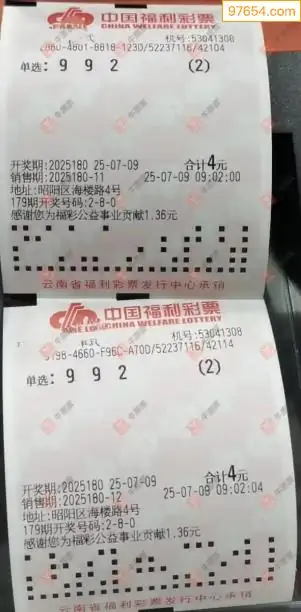 97654.com
中国福利彩票
CHINA WELFARE LOTTERY
式 机号:53041308
4601-8818-123D/52237116/42104
单选: 9 9 2 (2)
开奖期:2025180 25-07-09 合计4元
销售期:2025180-11 25-07-09 09:02:00
地址:昭阳区海楼路4号
179期开奖号码:2-8-0
感谢您为福彩公益事业贡献1.36元
云南省福利彩票发行中心承销
中国福利彩票
CHINA WELFARE LOTTERY
式 机号:53041308
4660-F96C-A70D/52237116/42114
单选: 9 9 2 (2)
开奖期:2025180 25-07-09 合计4元
销售期:2025180-12 25-07-09 09:02:04
地址:昭阳区海楼路4号
179期开奖号码:2-8-0
感谢您为福彩公益事业贡献1.36元
云南省福利彩票发行中心承销